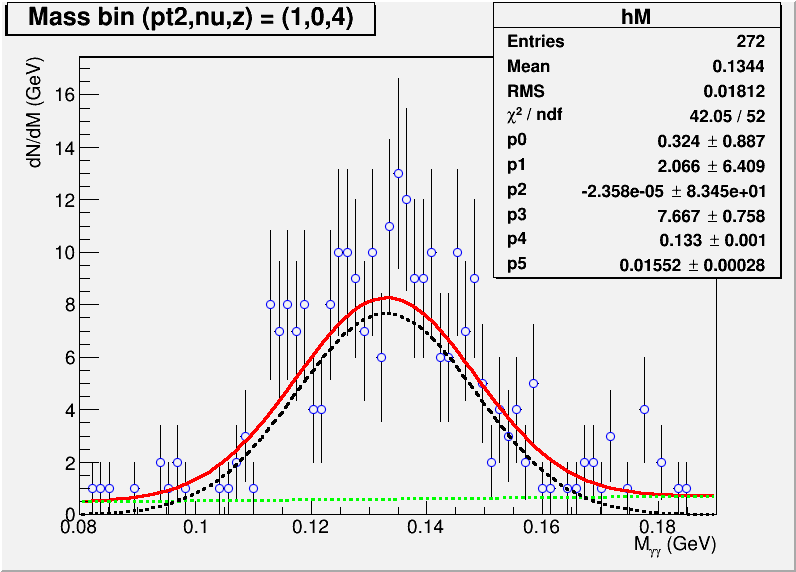 Mass bin (pt2,nu,z) = (1,0,4)
hM
Entries 272
Mean 0.1344
RMS 0.01812
χ² / ndf 42.05 / 52
p0 0.324 ± 0.887
p1 2.066 ± 6.409
p2 -2.358e-05 ± 8.345e+01
p3 7.667 ± 0.758
p4 0.133 ± 0.001
p5 0.01552 ± 0.00028
dN/dM (GeV)
16
14
12
10
8
6
4
2
0
0.08 0.1 0.12 0.14 0.16 0.18
Mγγ (GeV)